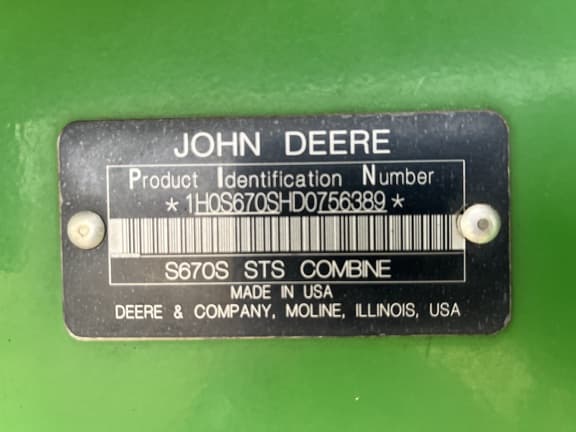 JOHN DEERE
Product Identification Number
*1H0S670SHD0756389*
S670S STS COMBINE
MADE IN USA
DEERE & COMPANY, MOLINE, ILLINOIS, USA